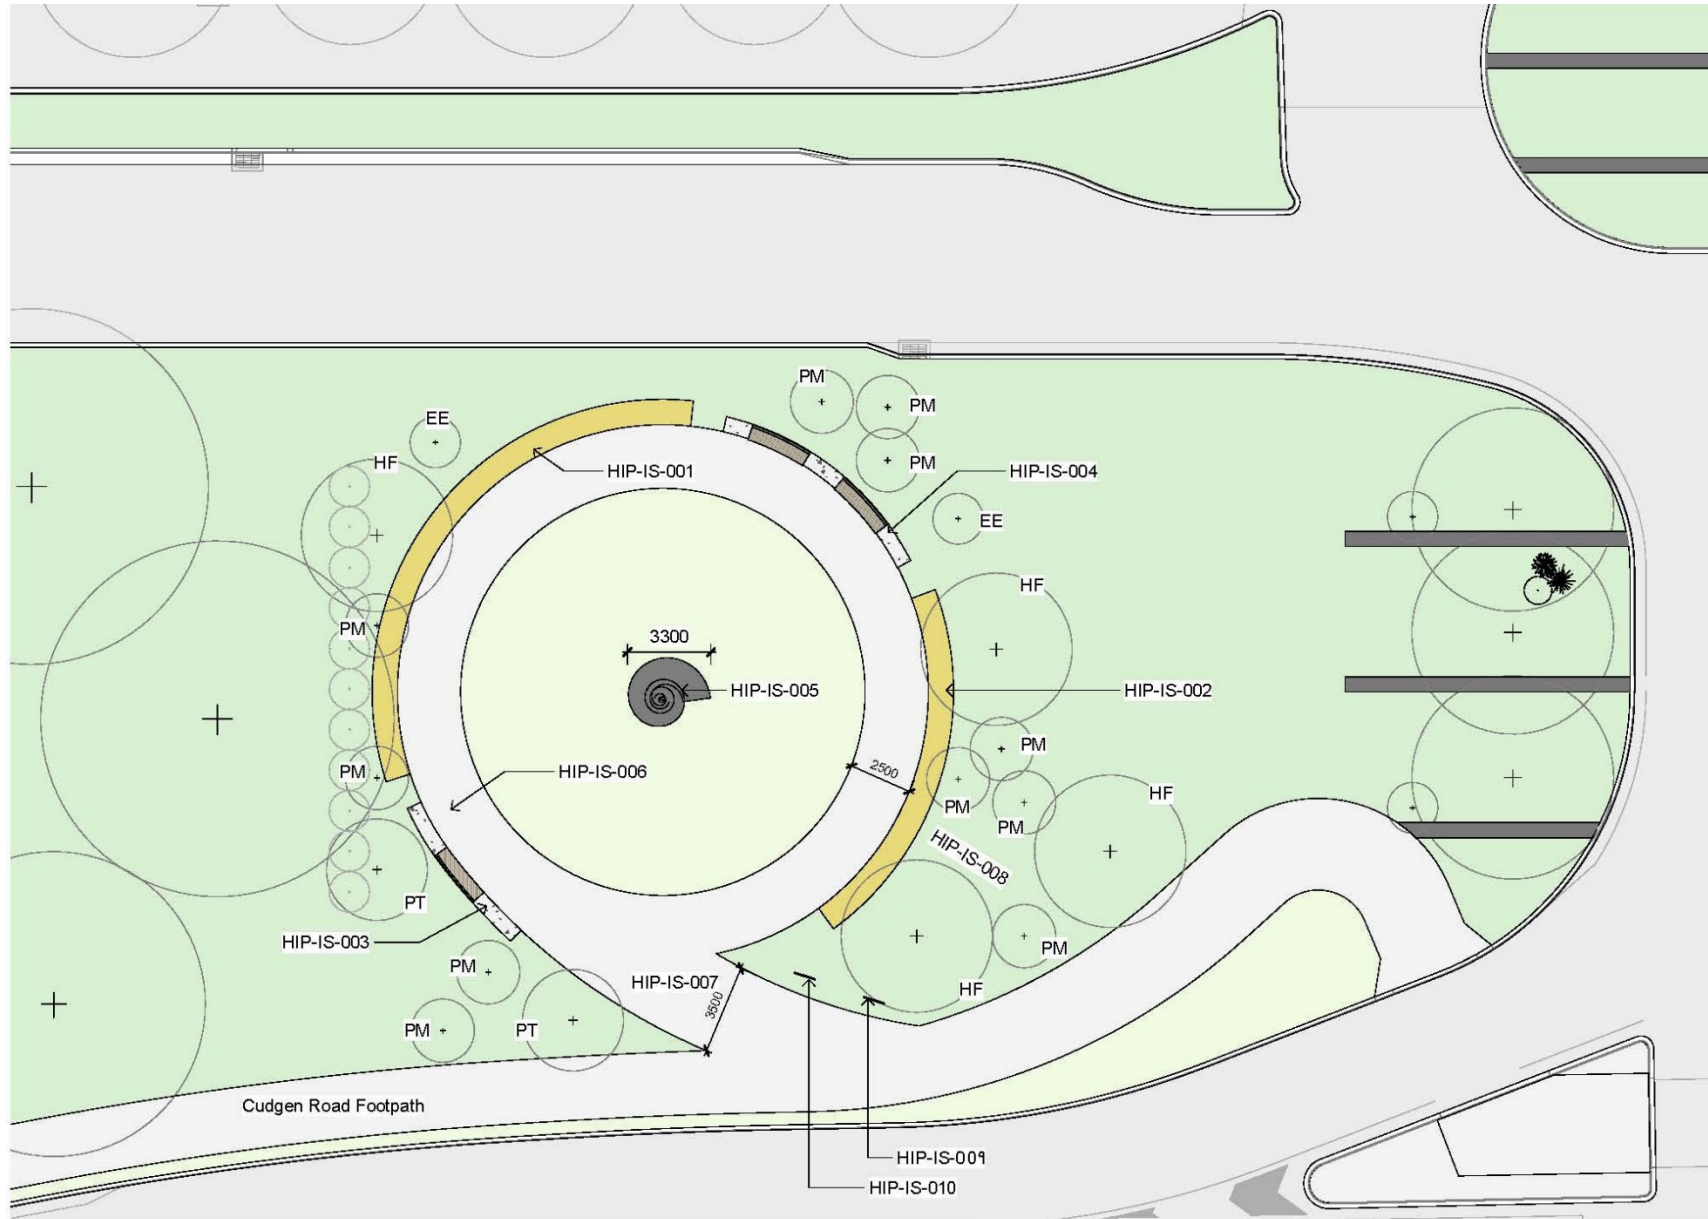 PM
PM
EE
HF
HIP-IS-001
PM
HIP-IS-004
EE
HF
PM
3300
HIP-IS-005
HIP-IS-002
PM
PM
HIP-IS-006
2500
PM
HF
PM
HIP-IS-008
PT
HIP-IS-003
PM
PM
HIP-IS-007
HF
3500
PM
PT
Cudgen Road Footpath
HIP-IS-009
HIP-IS-010